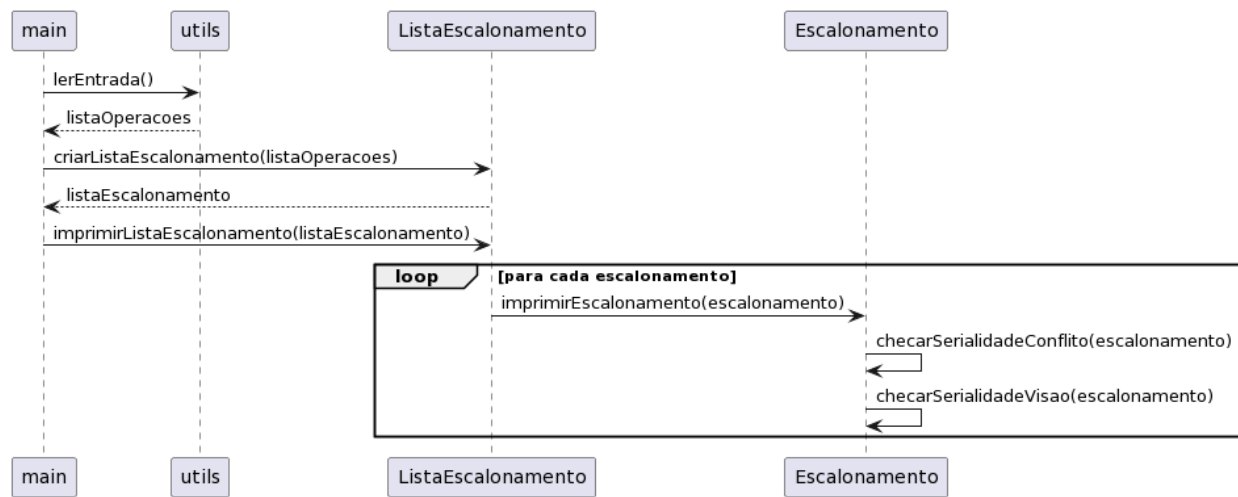 main utils ListaEscalonamento Escalonamento
lerEntrada()
listaOperacoes
criarListaEscalonamento(listaOperacoes)
listaEscalonamento
imprimirListaEscalonamento(listaEscalonamento)
loop [para cada escalonamento]
imprimirEscalonamento(escalonamento)
checarSerialidadeConflito(escalonamento)
checarSerialidadeVisao(escalonamento)
main utils ListaEscalonamento Escalonamento